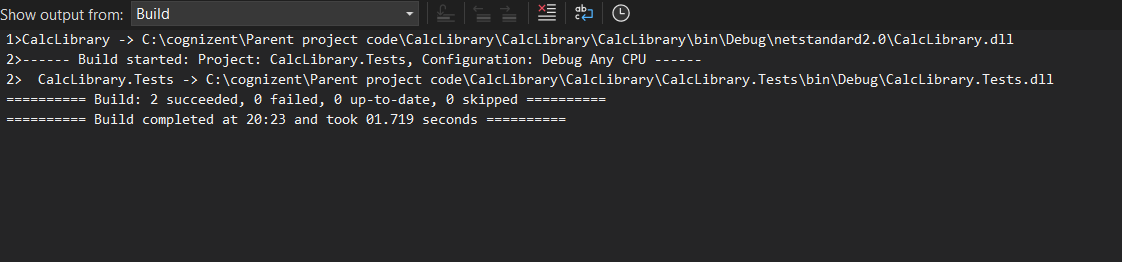 Show output from: Build
1>CalcLibrary -> C:\cognizent\Parent project code\CalcLibrary\CalcLibrary\CalcLibrary\bin\Debug\netstandard2.0\CalcLibrary.dll
2>------ Build started: Project: CalcLibrary.Tests, Configuration: Debug Any CPU ------
2>  CalcLibrary.Tests -> C:\cognizent\Parent project code\CalcLibrary\CalcLibrary\CalcLibrary.Tests\bin\Debug\CalcLibrary.Tests.dll
========== Build: 2 succeeded, 0 failed, 0 up-to-date, 0 skipped ==========
========== Build completed at 20:23 and took 01.719 seconds ==========